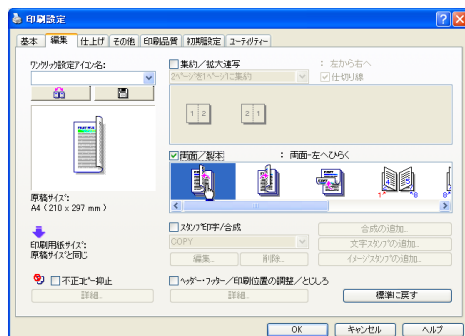 印刷設定
基本 編集 仕上げ その他 印刷品質 初期設定 ユーティリティー
ワンクリック設定アイコン名:
集約／拡大連写 : 左から右へ
2ページを1ページに集約 仕切り線
1 2 2 1
両面／製本 : 両面-左へひらく
原稿サイズ:
A4 ( 210 x 297 mm )
印刷用紙サイズ:
原稿サイズと同じ
スタンプ印字/合成 合成の追加...
COPY 文字スタンプの追加...
編集... 削除... イメージスタンプの追加...
不正コピー抑止 ヘッダー・フッター／印刷位置の調整／とじしろ
詳細... 詳細... 標準に戻す
OK キャンセル ヘルプ